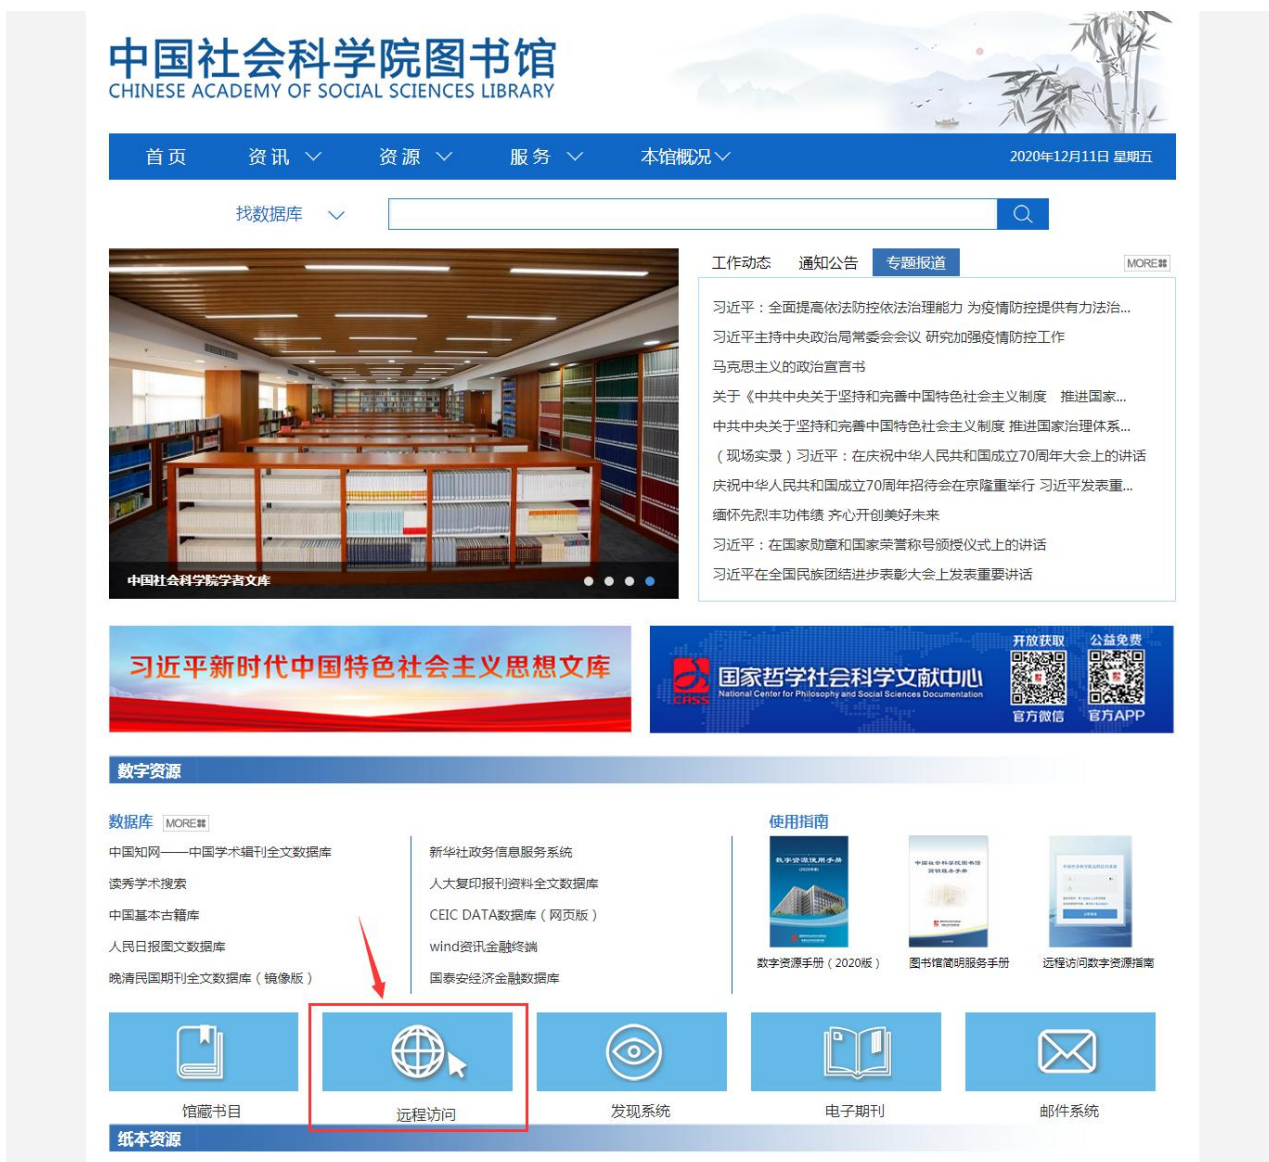 中国社会科学院图书馆
CHINESE ACADEMY OF SOCIAL SCIENCES LIBRARY
首页 资讯 资源 服务 本馆概况 2020年12月11日 星期五
找数据库
工作动态 通知公告 专题报道 MORE
习近平：全面提高依法防控依法治理能力 为疫情防控提供有力法治...
习近平主持中央政治局常委会会议 研究加强疫情防控工作
马克思主义的政治宣言书
关于《中共中央关于坚持和完善中国特色社会主义制度 推进国家...
中共中央关于坚持和完善中国特色社会主义制度 推进国家治理体系...
（现场实录）习近平：在庆祝中华人民共和国成立70周年大会上的讲话
庆祝中华人民共和国成立70周年招待会在京隆重举行 习近平发表重...
缅怀先烈丰功伟绩 齐心开创美好未来
习近平：在国家勋章和国家荣誉称号颁授仪式上的讲话
习近平在全国民族团结进步表彰大会上发表重要讲话
中国社会科学院学者文库
习近平新时代中国特色社会主义思想文库
CASS
国家哲学社会科学文献中心
National Center for Philosophy and Social Sciences Documentation
开放获取 公益免费
官方微信 官方APP
数字资源
数据库 MORE
中国知网——中国学术辑刊全文数据库
读秀学术搜索
中国基本古籍库
人民日报图文数据库
晚清民国期刊全文数据库（镜像版）
新华社政务信息服务系统
人大复印报刊资料全文数据库
CEIC DATA数据库（网页版）
wind资讯金融终端
国泰安经济金融数据库
使用指南
数字资源使用手册
中国社会科学院图书馆
简明服务手册
数字资源手册（2020版） 图书馆简明服务手册 远程访问数字资源指南
馆藏书目 远程访问 发现系统 电子期刊 邮件系统
纸本资源